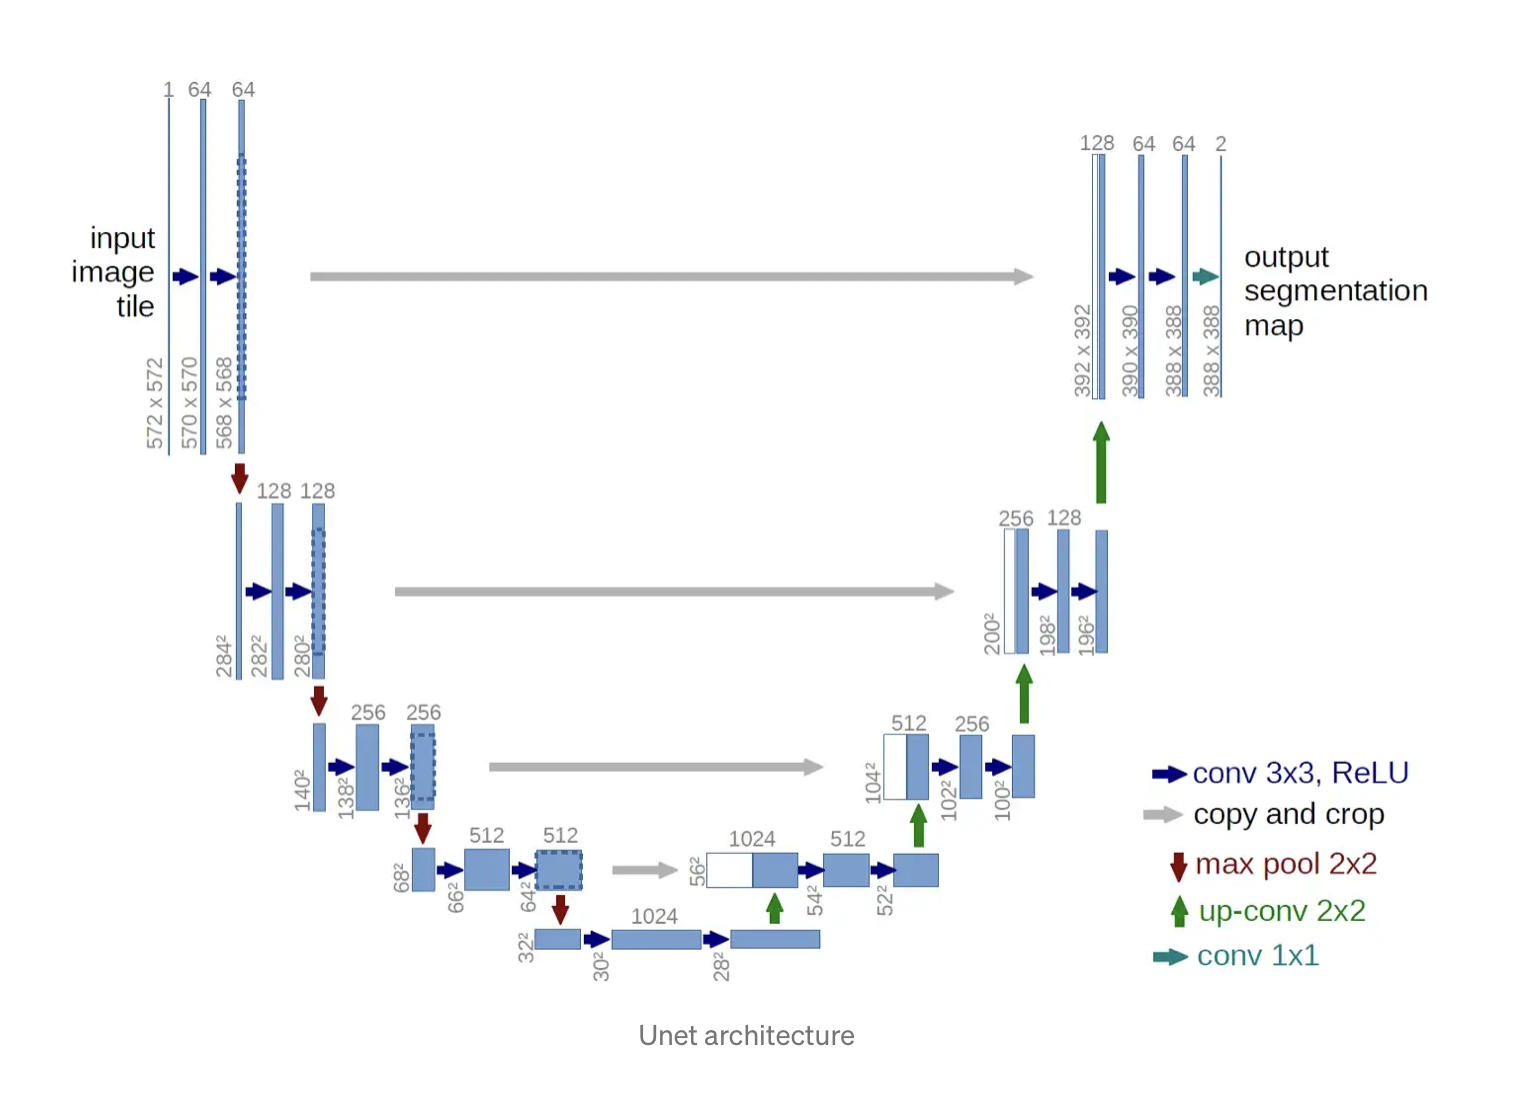 1 64 64
128 64 64 2
input
image
tile
output
segmentation
map
572 x 572
570 x 570
568 x 568
392 x 392
390 x 390
388 x 388
388 x 388
128 128
256 128
284²
282²
280²
200²
198²
196²
256 256
512 256
140²
138²
136²
104²
102²
100²
512 512
1024 512
68²
66²
64²
56²
54²
52²
1024
32²
30²
28²
conv 3x3, ReLU
copy and crop
max pool 2x2
up-conv 2x2
conv 1x1
Unet architecture